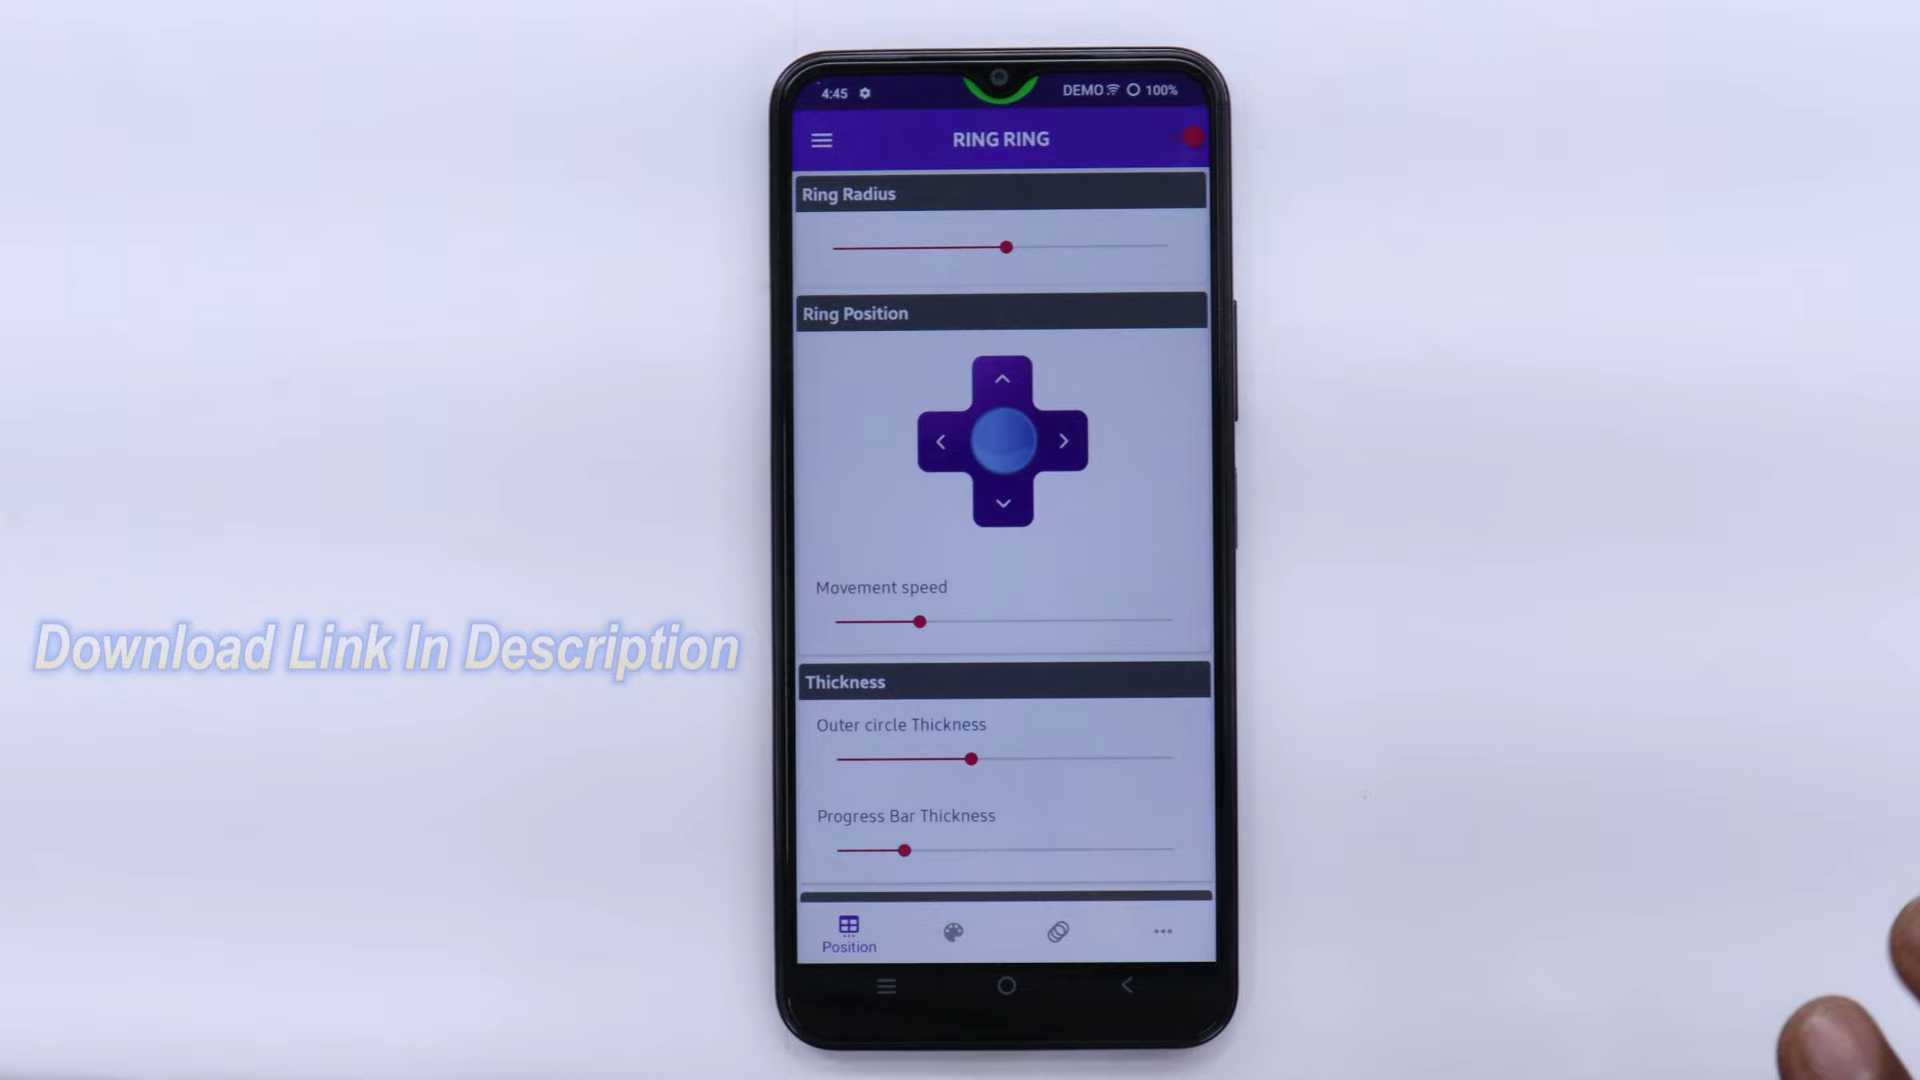 4:45
DEMO 100%
RING RING
Ring Radius
Ring Position
Movement speed
Download Link In Description
Thickness
Outer circle Thickness
Progress Bar Thickness
Position